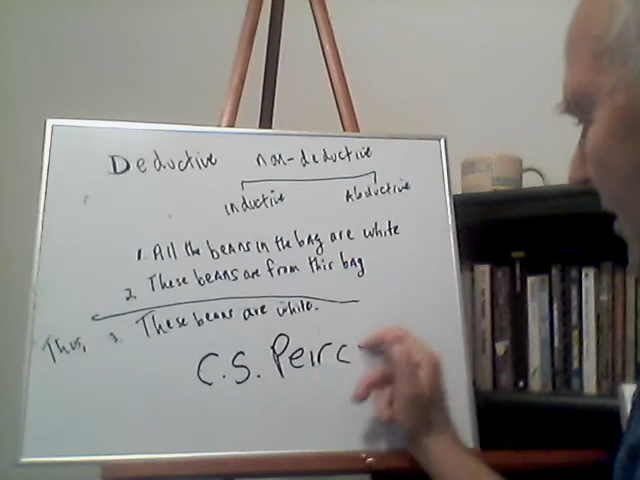 Deductive non-deductive
inductive Abductive
1. All the beans in the bag are white
2. These beans are from this bag
Thus, 3. These beans are white.
C.S. Peirc